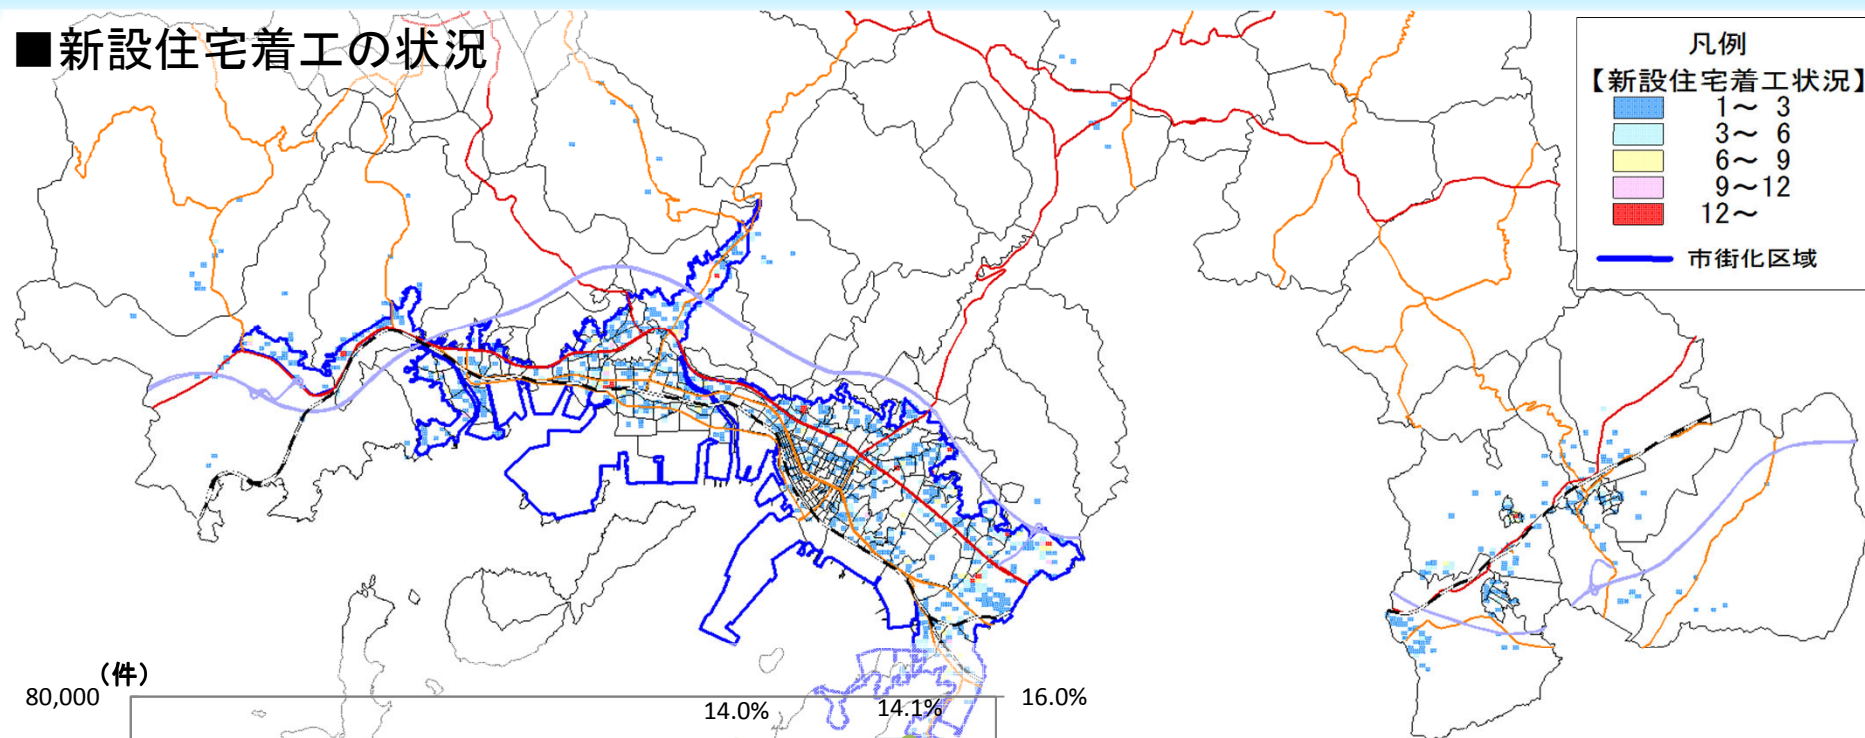 ■新設住宅着工の状況
凡例
【新設住宅着工状況】
1～ 3
3～ 6
6～ 9
9～12
12～
市街化区域
（件）
80,000
14.0%
14.1%
16.0%